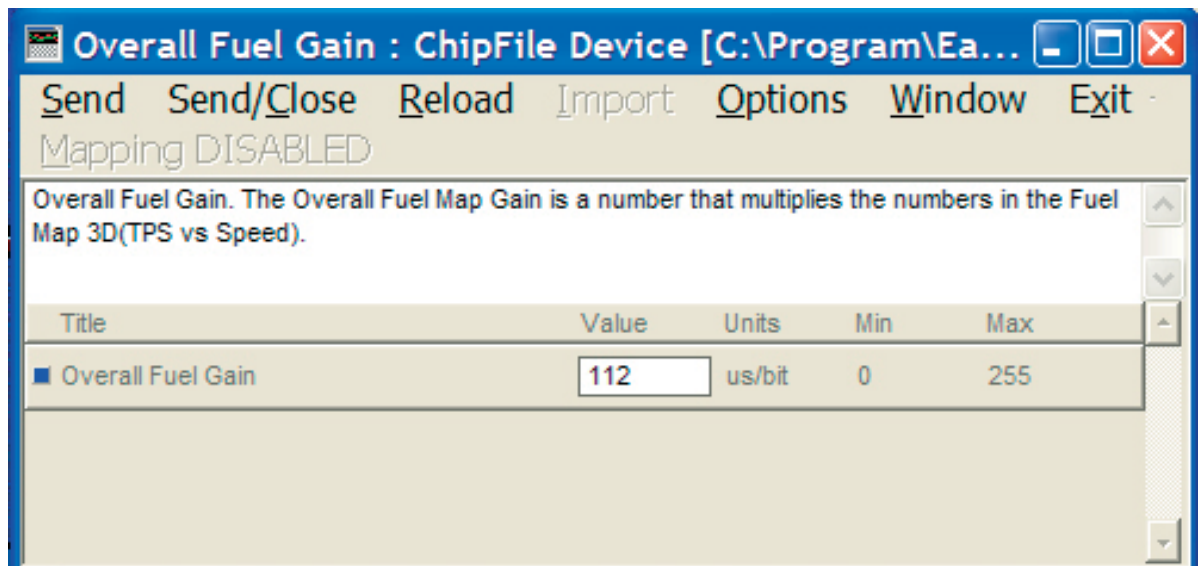 Overall Fuel Gain : ChipFile Device [C:\Program\Ea...
Send Send/Close Reload Import Options Window Exit
Mapping DISABLED
Overall Fuel Gain. The Overall Fuel Map Gain is a number that multiplies the numbers in the Fuel
Map 3D(TPS vs Speed).
Title Value Units Min Max
Overall Fuel Gain 112 us/bit 0 255